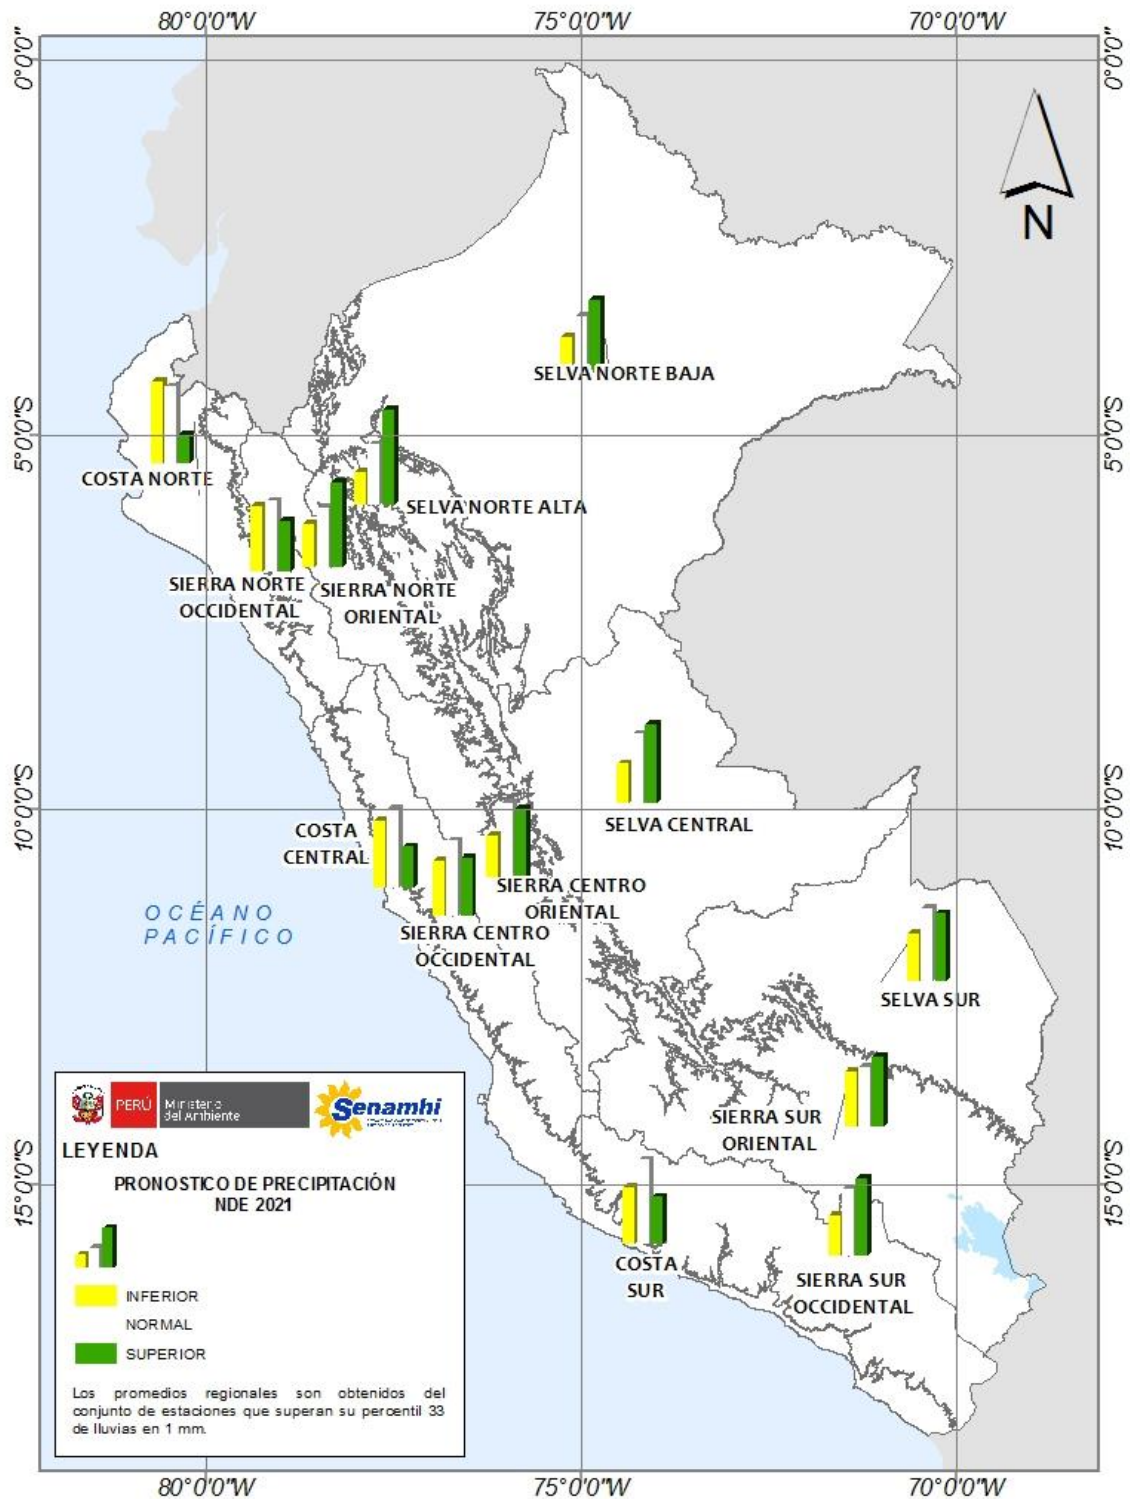 80°0'0"W 75°0'0"W 70°0'0"W
0°0'0" 0°0'0"
N
SELVA NORTE BAJA
5°0'0"S 5°0'0"S
COSTA NORTE
SELVA NORTE ALTA
SIERRA NORTE
OCCIDENTAL
SIERRA NORTE
ORIENTAL
10°0'0"S 10°0'0"S
SELVA CENTRAL
COSTA
CENTRAL
SIERRA CENTRO
ORIENTAL
OCÉANO
PACÍFICO
SIERRA CENTRO
OCCIDENTAL
SELVA SUR
SIERRA SUR
ORIENTAL
15°0'0"S 15°0'0"S
COSTA
SUR
SIERRA SUR
OCCIDENTAL
PERÚ Ministerio
del Ambiente
Senamhi
LEYENDA
PRONOSTICO DE PRECIPITACIÓN
NDE 2021
INFERIOR
NORMAL
SUPERIOR
Los promedios regionales son obtenidos del
conjunto de estaciones que superan su percentil 33
de lluvias en 1 mm.
80°0'0"W 75°0'0"W 70°0'0"W